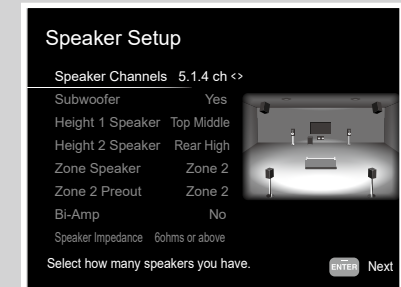 Speaker Setup
Speaker Channels 5.1.4 ch <>
Subwoofer Yes
Height 1 Speaker Top Middle
Height 2 Speaker Rear High
Zone Speaker Zone 2
Zone 2 Preout Zone 2
Bi-Amp No
Speaker Impedance 6ohms or above
Select how many speakers you have.
ENTER Next